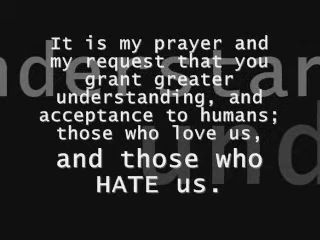 It is my prayer and
my request that you
grant greater
understanding, and
acceptance to humans;
those who love us,
and those who
HATE us.